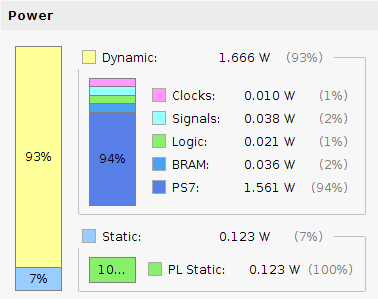 Power
Dynamic: 1.666 W (93%)
Clocks: 0.010 W (1%)
Signals: 0.038 W (2%)
Logic: 0.021 W (1%)
BRAM: 0.036 W (2%)
PS7: 1.561 W (94%)
93%
94%
7%
Static: 0.123 W (7%)
10...
PL Static: 0.123 W (100%)